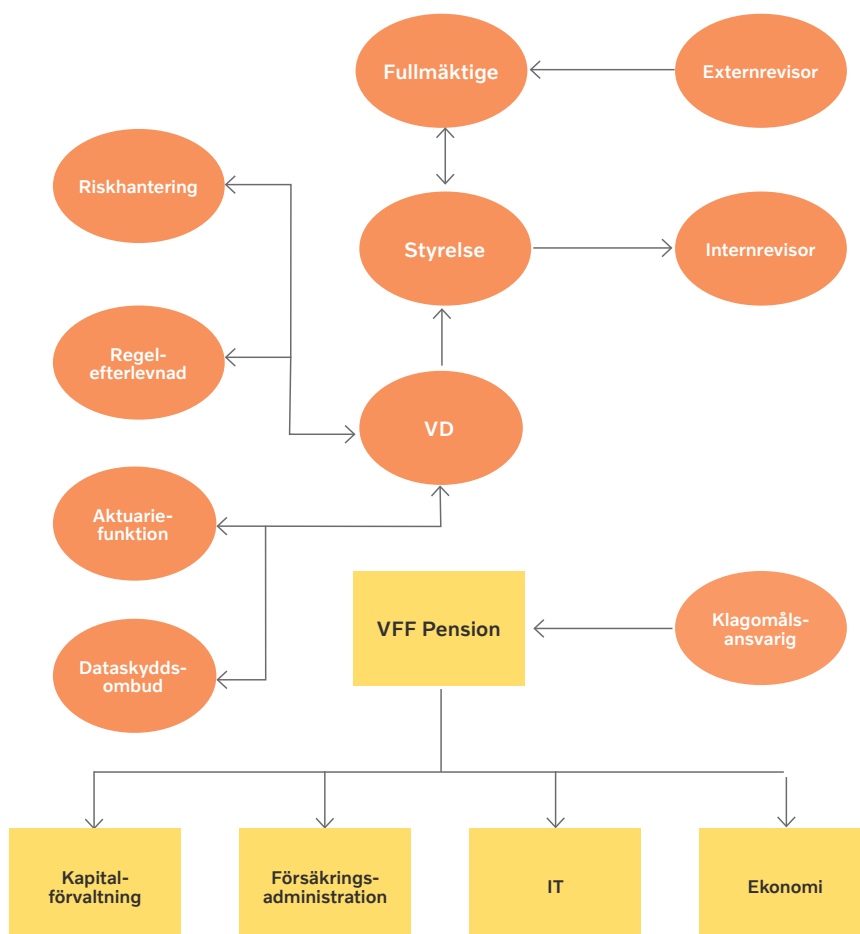 Fullmäktige
Externrevisor
Riskhantering
Styrelse
Internrevisor
Regel-
efterlevnad
VD
Aktuarie-
funktion
VFF Pension
Klagomåls-
ansvarig
Dataskydds-
ombud
Kapital-
förvaltning
Försäkrings-
administration
IT
Ekonomi